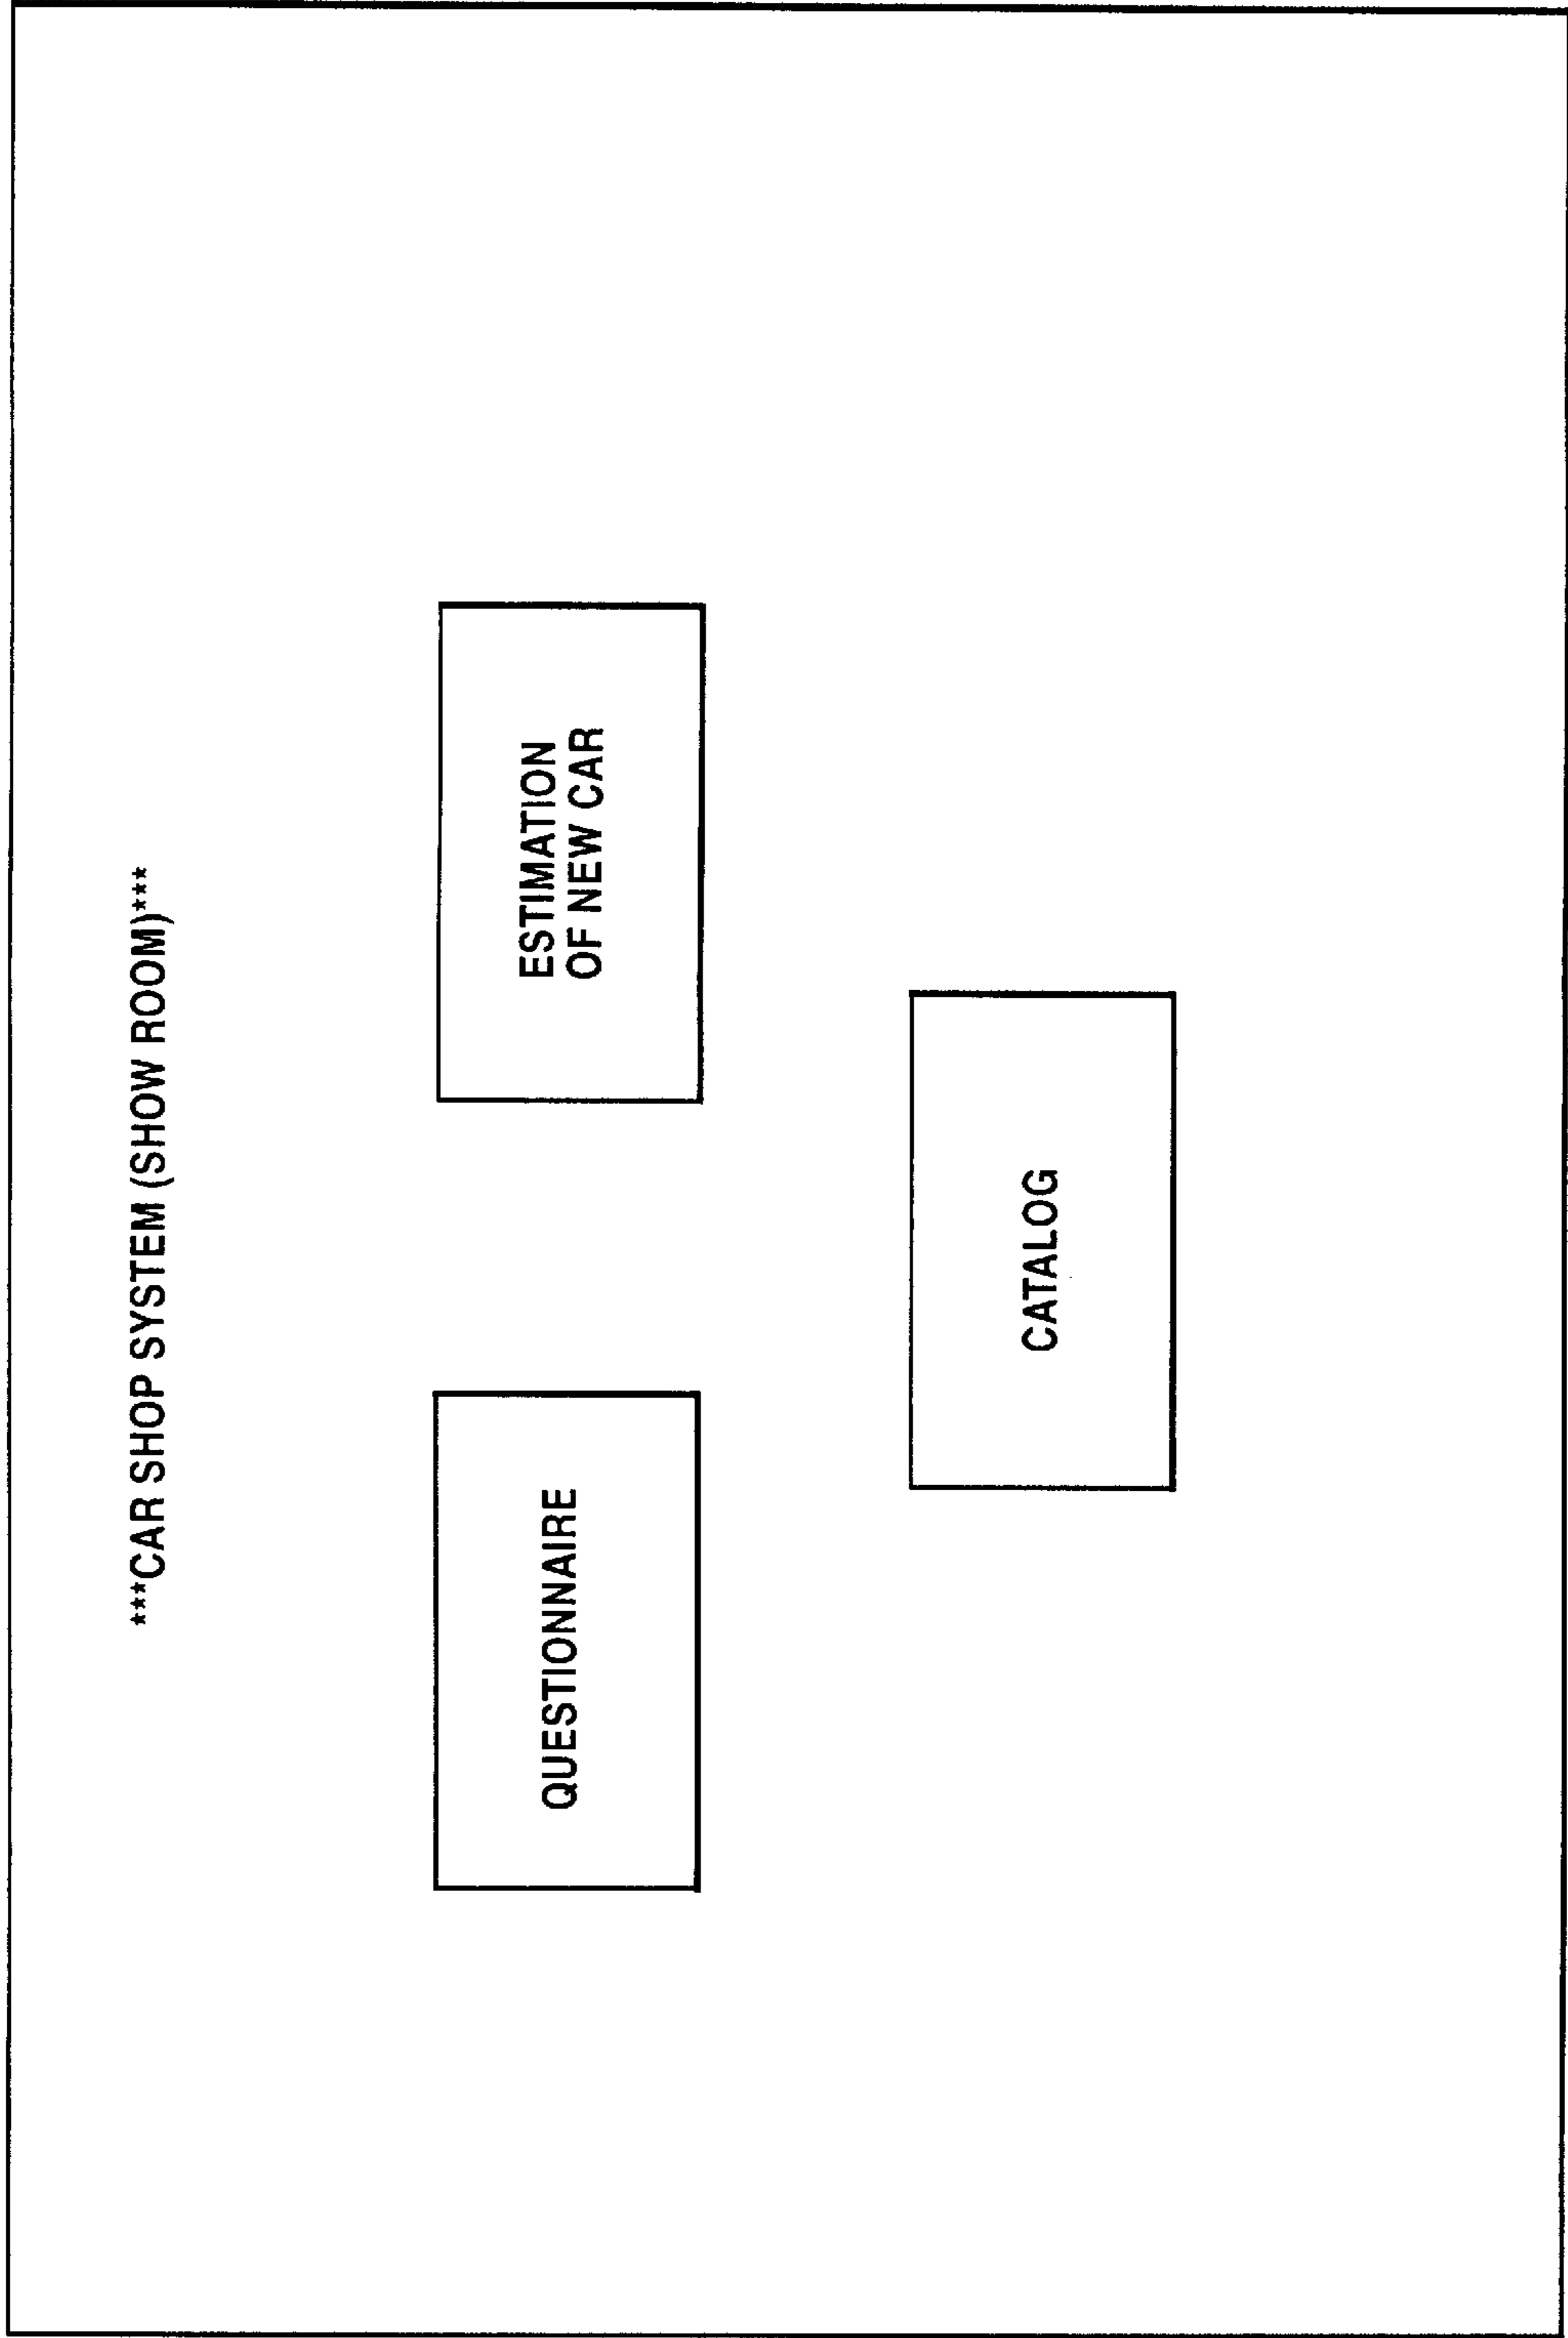 ***CAR SHOP SYSTEM (SHOW ROOM)***
QUESTIONNAIRE
ESTIMATION
OF NEW CAR
CATALOG